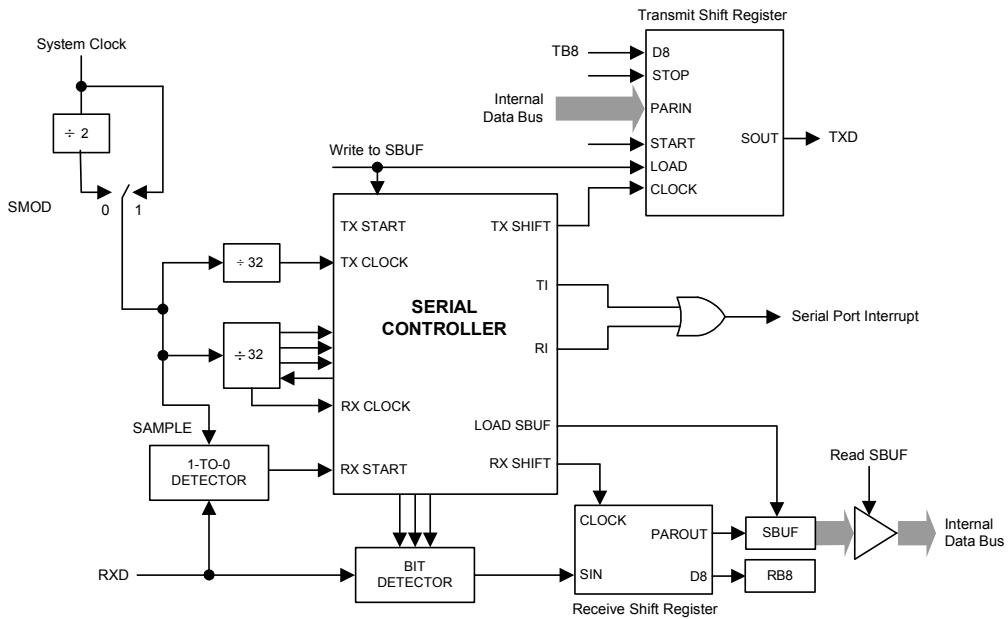 Transmit Shift Register
System Clock
TB8
D8
STOP
Internal
Data Bus
PARIN
÷ 2
START
SOUT
TXD
Write to SBUF
LOAD
CLOCK
SMOD
0
1
TX START
TX SHIFT
÷ 32
TX CLOCK
TI
SERIAL
CONTROLLER
Serial Port Interrupt
÷ 32
RI
RX CLOCK
LOAD SBUF
SAMPLE
1-TO-0
DETECTOR
RX START
RX SHIFT
Read SBUF
CLOCK
PAROUT
SBUF
Internal
Data Bus
RXD
BIT
DETECTOR
SIN
D8
RB8
Receive Shift Register